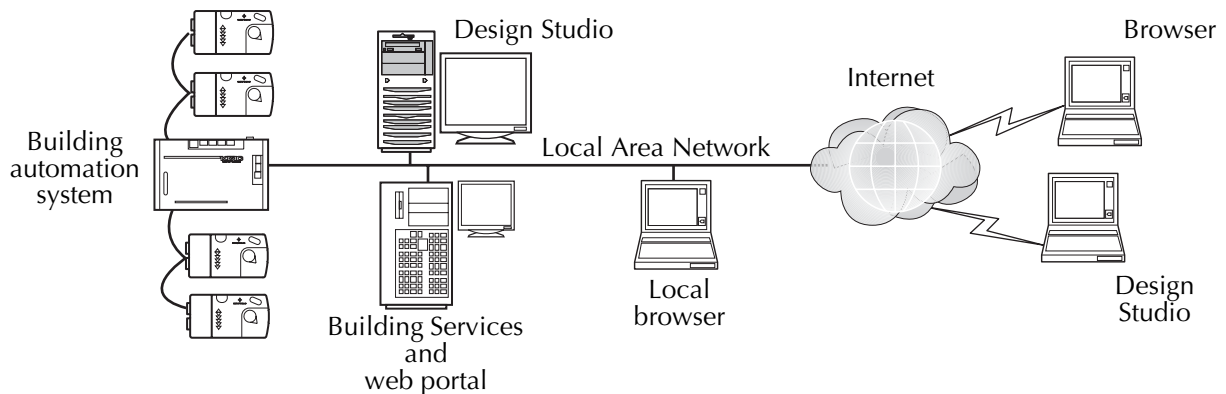 Design Studio
Browser
Internet
Building
automation
system
Local Area Network
Local
browser
Design
Studio
Building Services
and
web portal